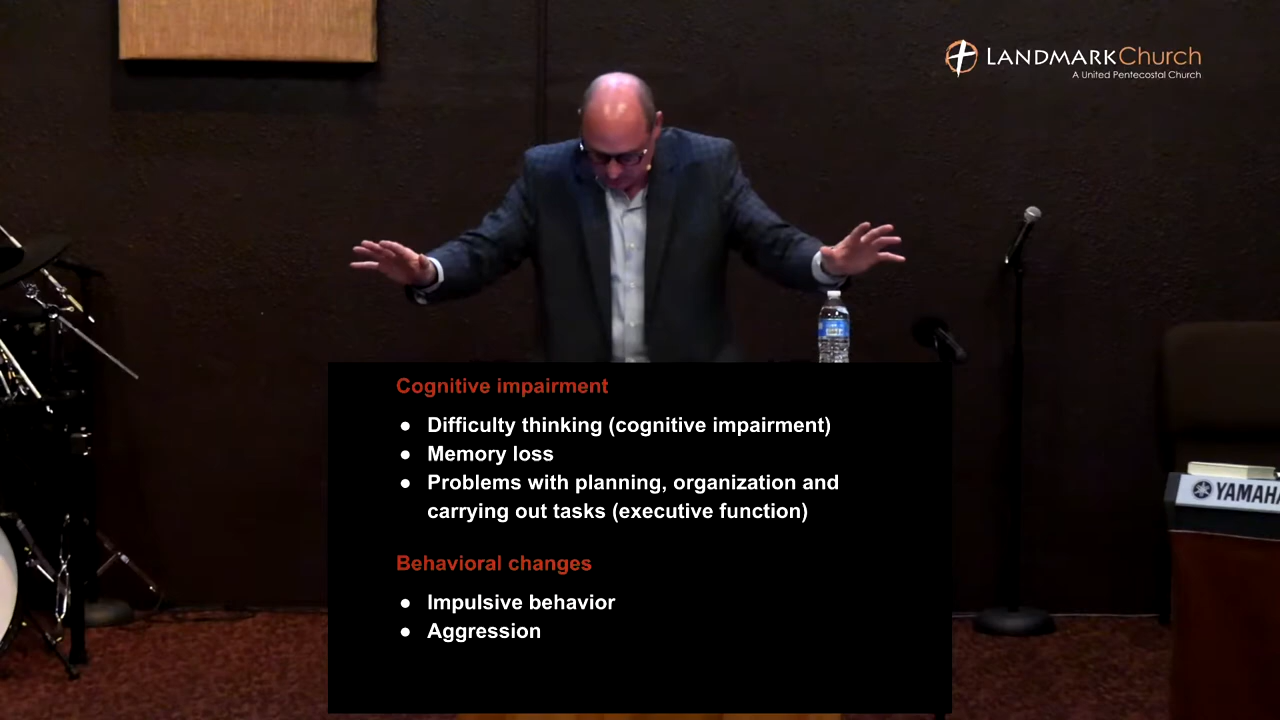 LANDMARKChurch
A United Pentecostal Church
Cognitive impairment
● Difficulty thinking (cognitive impairment)
● Memory loss
● Problems with planning, organization and
carrying out tasks (executive function)
Behavioral changes
● Impulsive behavior
● Aggression
YAMAHA